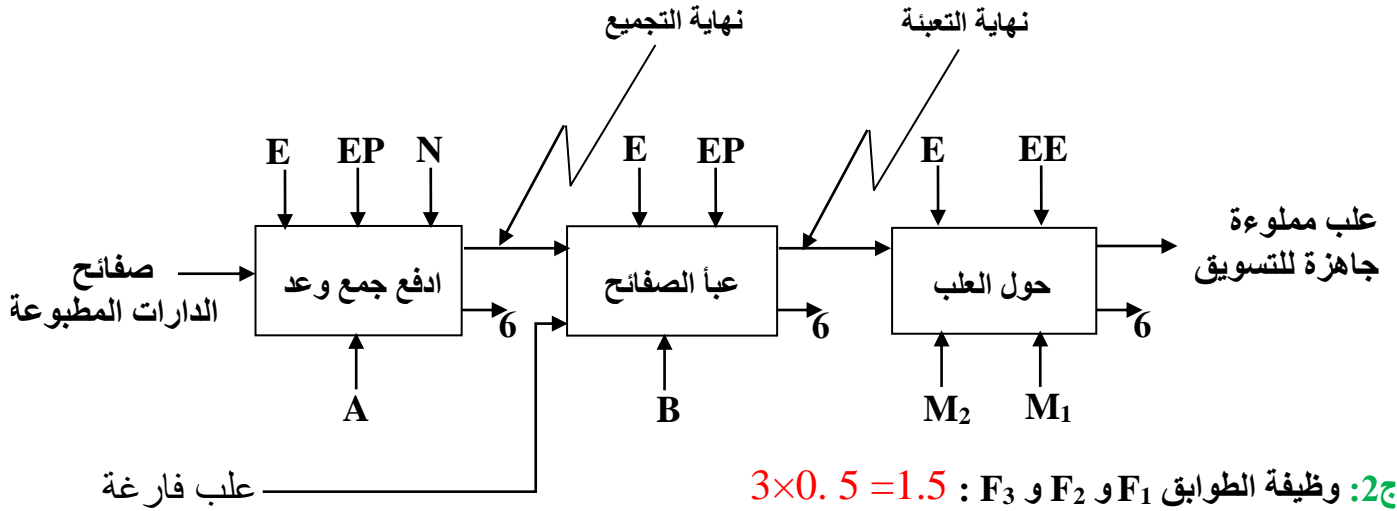 نهاية التجميع
نهاية التعبئة
E EP N
E EP
E EE
صفائح
الدارات المطبوعة
ادفع جمع وعد
6
عبأ الصفائح
6
حول العلب
6
علب مملوءة
جاهزة للتسويق
A
B
M₂ M₁
علب فارغة
ج2: وظيفة الطوابق F₁ و F₂ و F₃ : 3×0. 5 =1.5